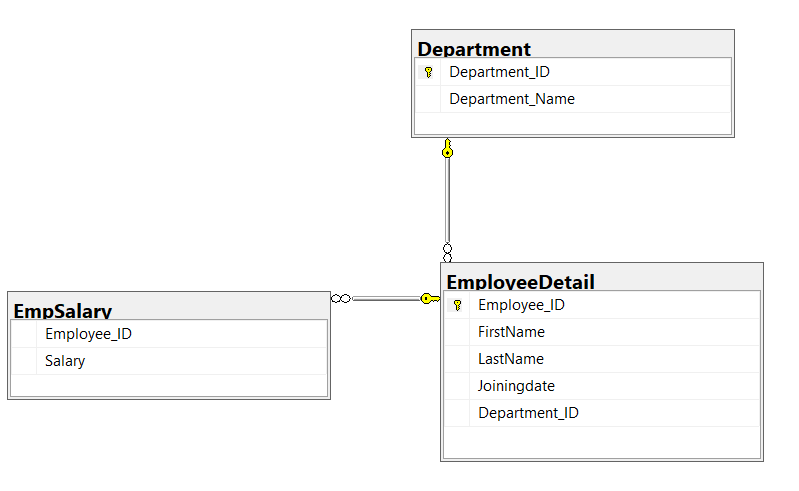 Department
Department_ID
Department_Name
EmployeeDetail
Employee_ID
FirstName
LastName
Joiningdate
Department_ID
EmpSalary
Employee_ID
Salary